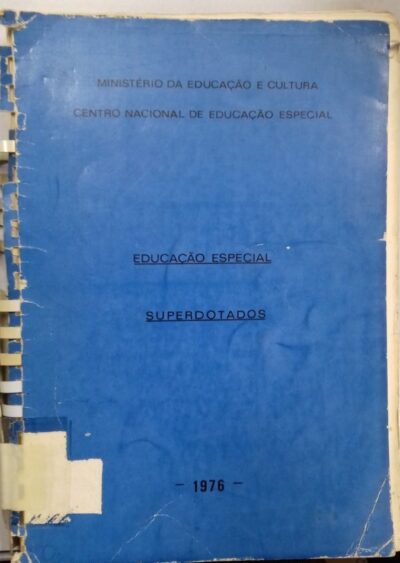 MINISTÉRIO DA EDUCAÇÃO E CULTURA
CENTRO NACIONAL DE EDUCAÇÃO ESPECIAL
EDUCAÇÃO ESPECIAL
SUPERDOTADOS
- 1976 -